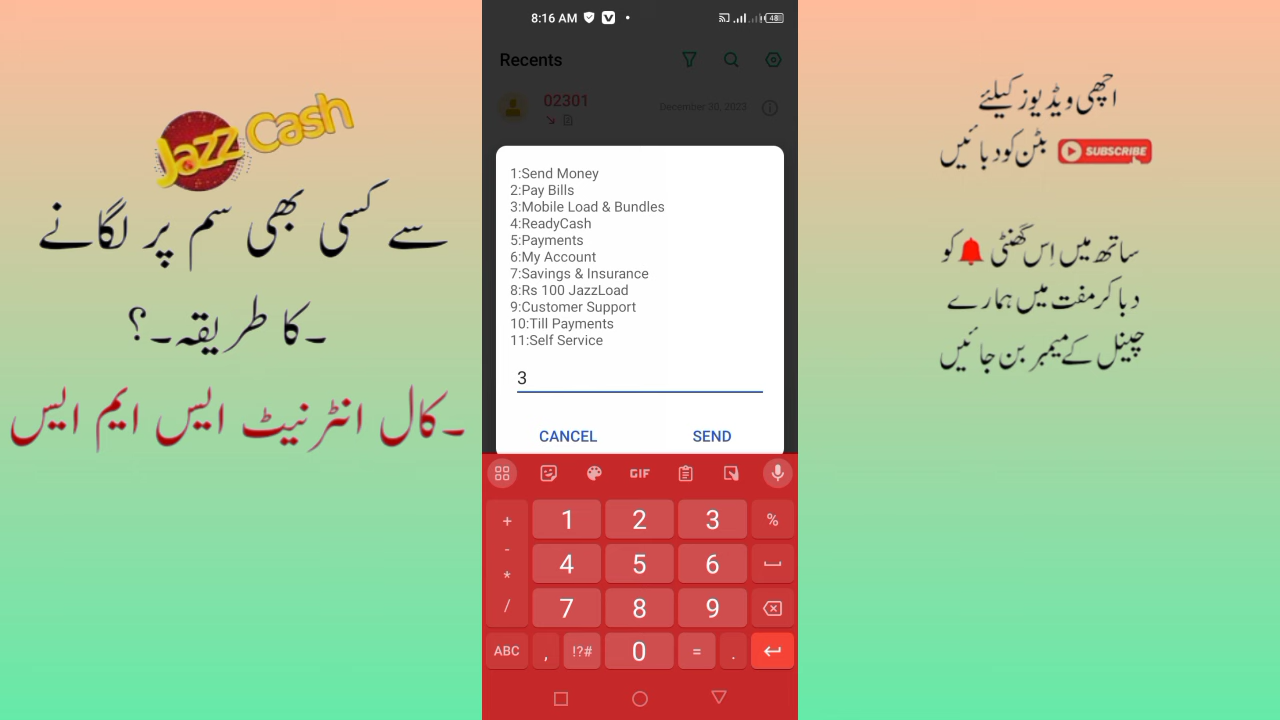 Jazz Cash
سے کسی بھی سم پر لگانے
۔کا طریقہ۔؟
۔کال انٹرنیٹ ایس ایم ایس
8:16 AM
48
Recents
02301
December 30, 2023
1:Send Money
2:Pay Bills
3:Mobile Load & Bundles
4:ReadyCash
5:Payments
6:My Account
7:Savings & Insurance
8:Rs 100 JazzLoad
9:Customer Support
10:Till Payments
11:Self Service
3
CANCEL SEND
GIF
+ 1 2 3 %
-
* 4 5 6
/ 7 8 9
ABC , !?# 0 = .
اچھی ویڈیوز کیلئے
بٹن کو دبائیں SUBSCRIBE
ساتھ میں اِس گھنٹی کو
دبا کر مفت میں ہمارے
چینل کے میمبر بن جائیں